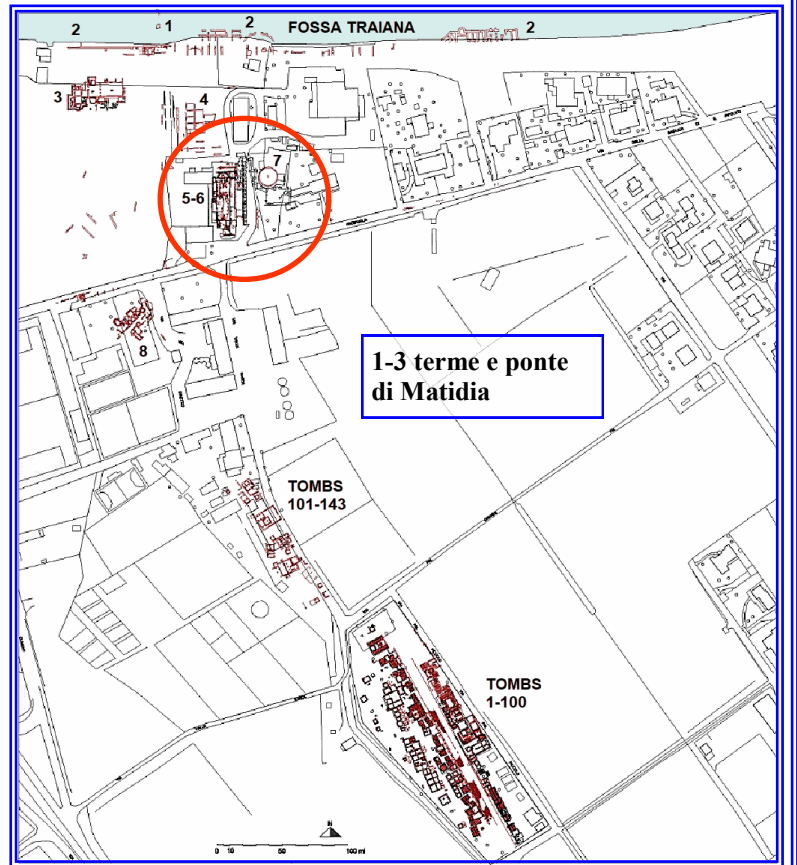 2 1 2 FOSSA TRAIANA 2
3
4
7
5-6
8
1-3 terme e ponte
di Matidia
TOMBS
101-143
TOMBS
1-100
N
0 10 50 100 mt